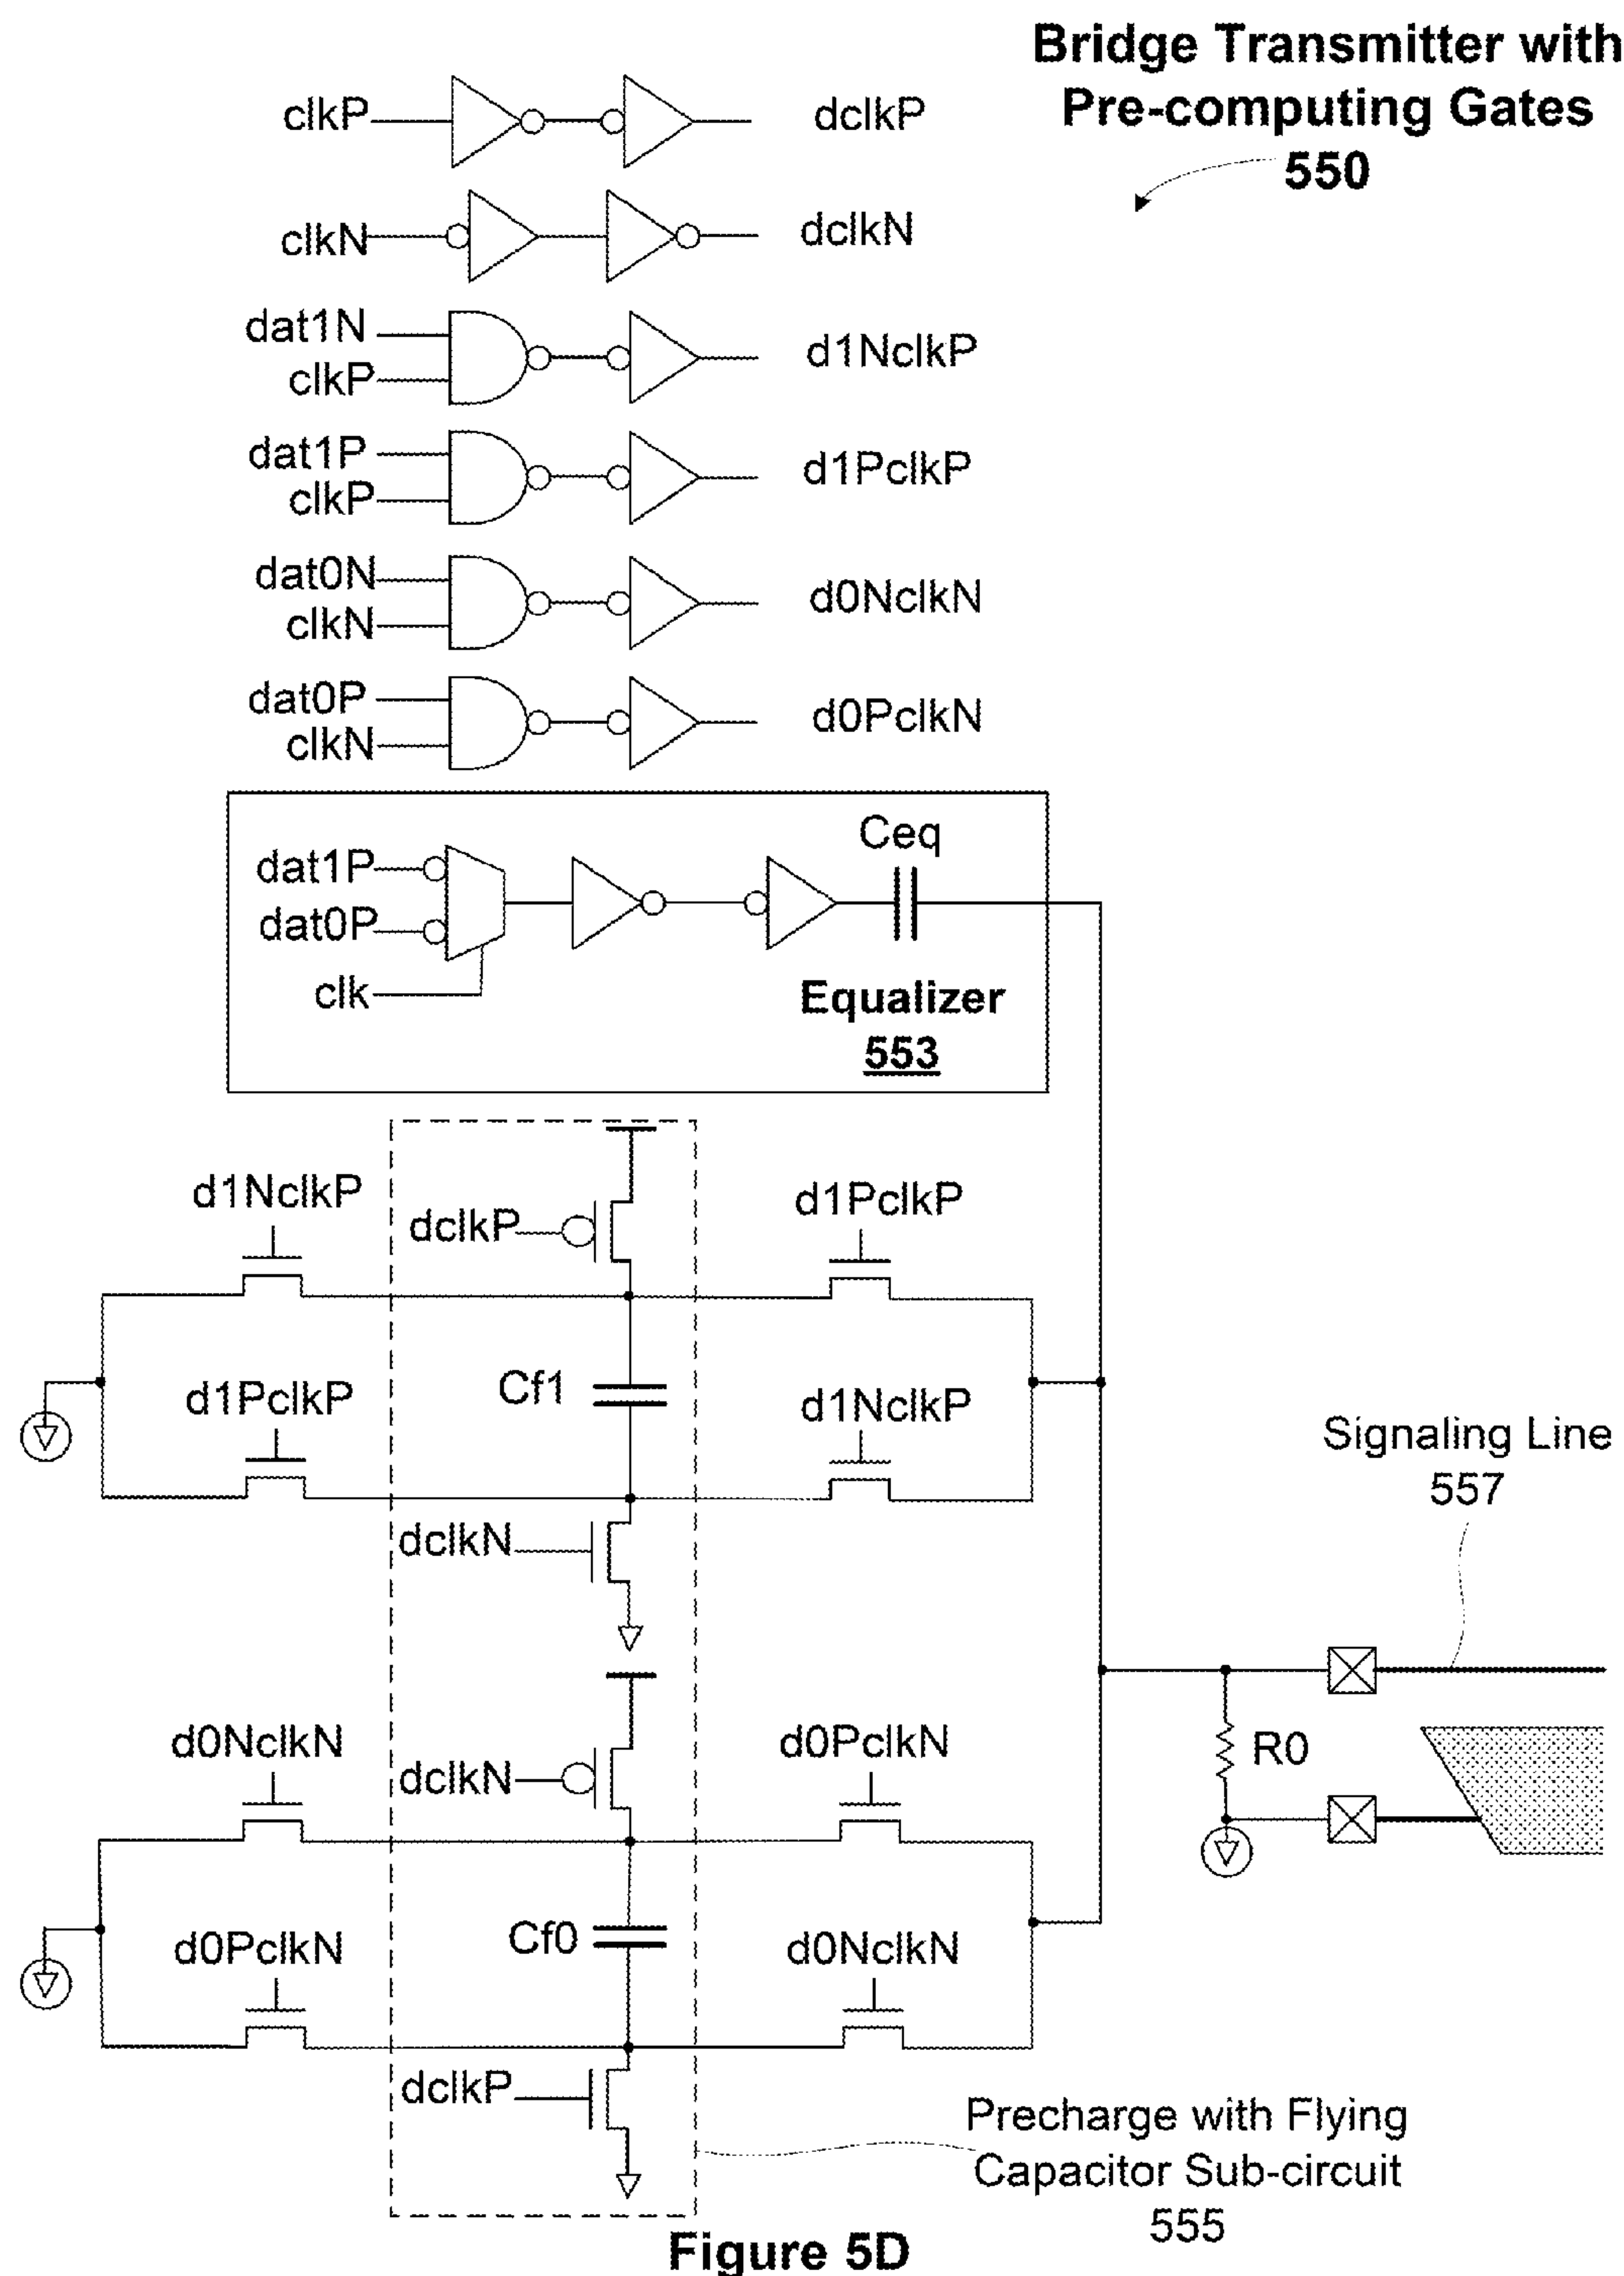 Bridge Transmitter with
Pre-computing Gates
550
clkP
dclkP
clkN
dclkN
dat1N
clkP
d1NclkP
dat1P
clkP
d1PclkP
dat0N
clkN
d0NclkN
dat0P
clkN
d0PclkN
Ceq
dat1P
dat0P
clk
Equalizer
553
d1NclkP
dclkP
d1PclkP
d1PclkP
Cf1
d1NclkP
dclkN
Signaling Line
557
d0NclkN
dclkN
d0PclkN
R0
d0PclkN
Cf0
d0NclkN
dclkP
Precharge with Flying
Capacitor Sub-circuit
555
Figure 5D